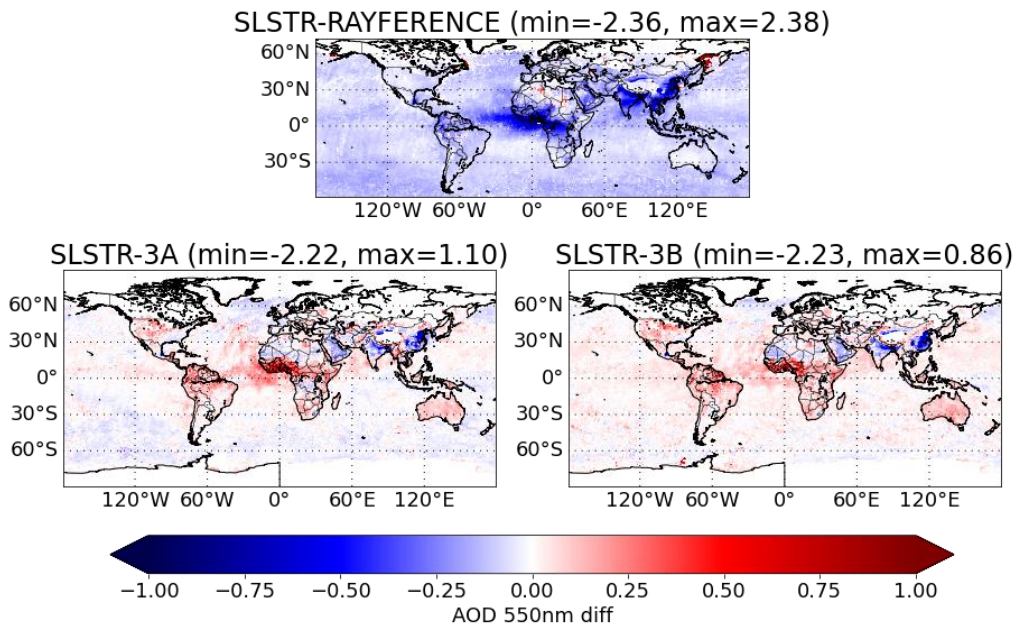 SLSTR-RAYFERENCE (min=-2.36, max=2.38)
60°N
30°N
0°
30°S
120°W 60°W 0° 60°E 120°E
SLSTR-3A (min=-2.22, max=1.10)
60°N
30°N
0°
30°S
60°S
120°W 60°W 0° 60°E 120°E
SLSTR-3B (min=-2.23, max=0.86)
60°N
30°N
0°
30°S
60°S
120°W 60°W 0° 60°E 120°E
−1.00 −0.75 −0.50 −0.25 0.00 0.25 0.50 0.75 1.00
AOD 550nm diff